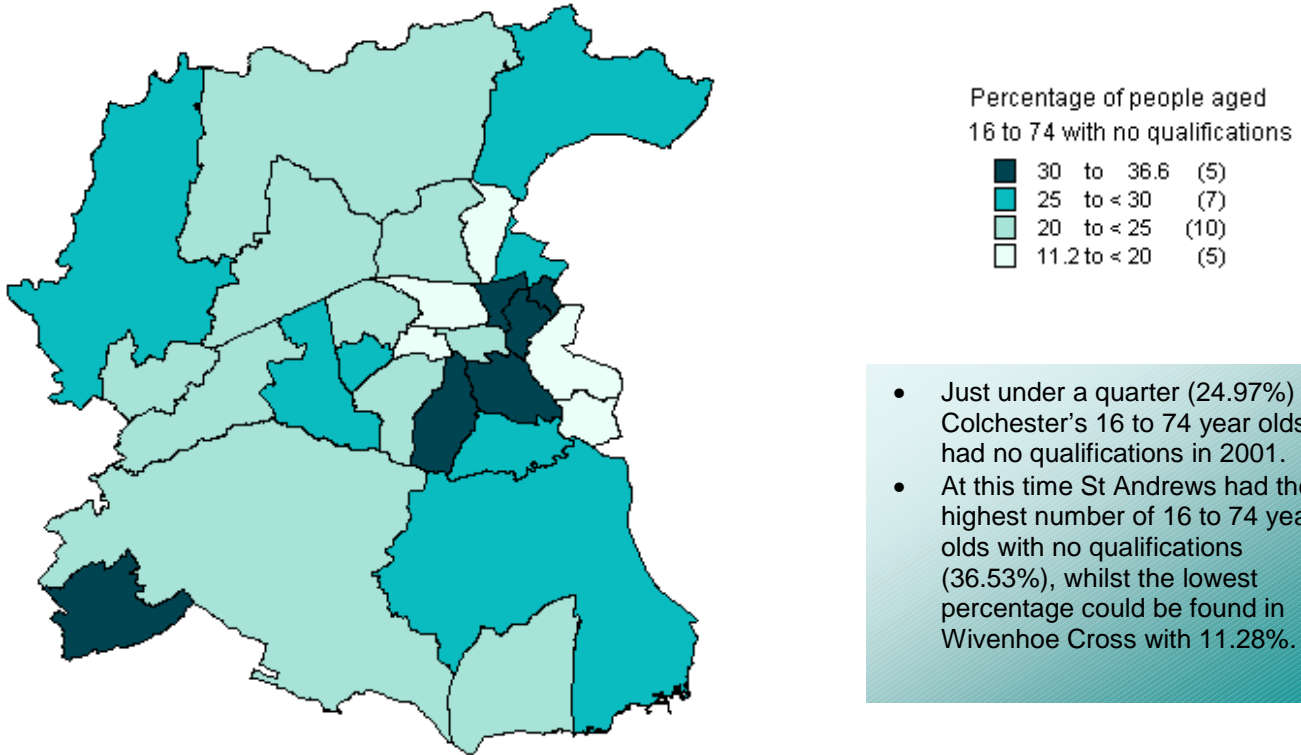 Percentage of people aged
16 to 74 with no qualifications
30 to 36.6 (5)
25 to < 30 (7)
20 to < 25 (10)
11.2 to < 20 (5)
• Just under a quarter (24.97%)
Colchester's 16 to 74 year olds
had no qualifications in 2001.
• At this time St Andrews had the
highest number of 16 to 74 yea
olds with no qualifications
(36.53%), whilst the lowest
percentage could be found in
Wivenhoe Cross with 11.28%.